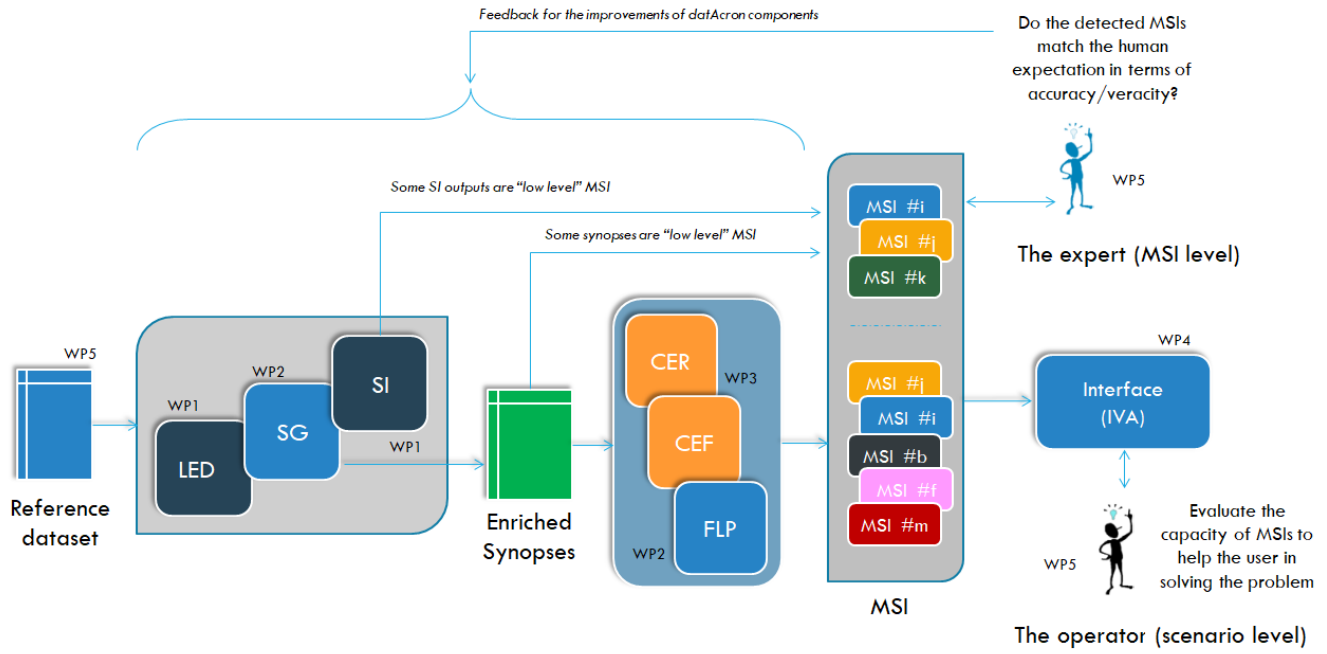 Feedback for the improvements of datAcron components
Do the detected MSIs
match the human
expectation in terms of
accuracy/veracity?
WP5
The expert (MSI level)
Some SI outputs are “low level” MSI
Some synopses are “low level” MSI
MSI #i
MSI #j
MSI #k
WP5
Reference
dataset
WP1
LED
WP2
SG
SI
WP1
Enriched
Synopses
CER
WP3
CEF
WP2
FLP
MSI #j
MSI #i
MSI #b
MSI #f
MSI #m
MSI
WP4
Interface
(IVA)
WP5
Evaluate the
capacity of MSIs to
help the user in
solving the problem
The operator (scenario level)